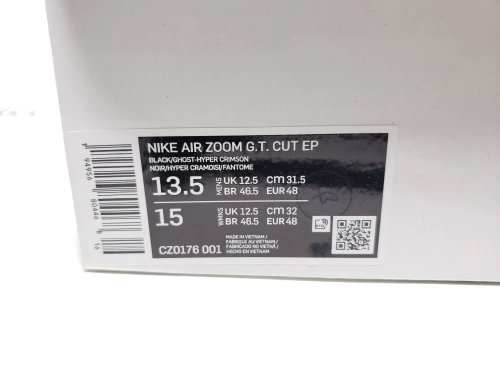 NIKE AIR ZOOM G.T. CUT EP
BLACK/GHOST-HYPER CRIMSON
NOIR/HYPER CRAMOISI/FANTOME
13.5 MENS UK 12.5 cm 31.5
BR 46.5 EUR 48
15 WMNS UK 12.5 cm 32
BR 46.5 EUR 48
CZ0176 001
MADE IN VIETNAM /
FABRIQUÉ AU VIETNAM /
FABRICADO NO VIETNÃ /
HECHO EN VIETNAM
94956
80446